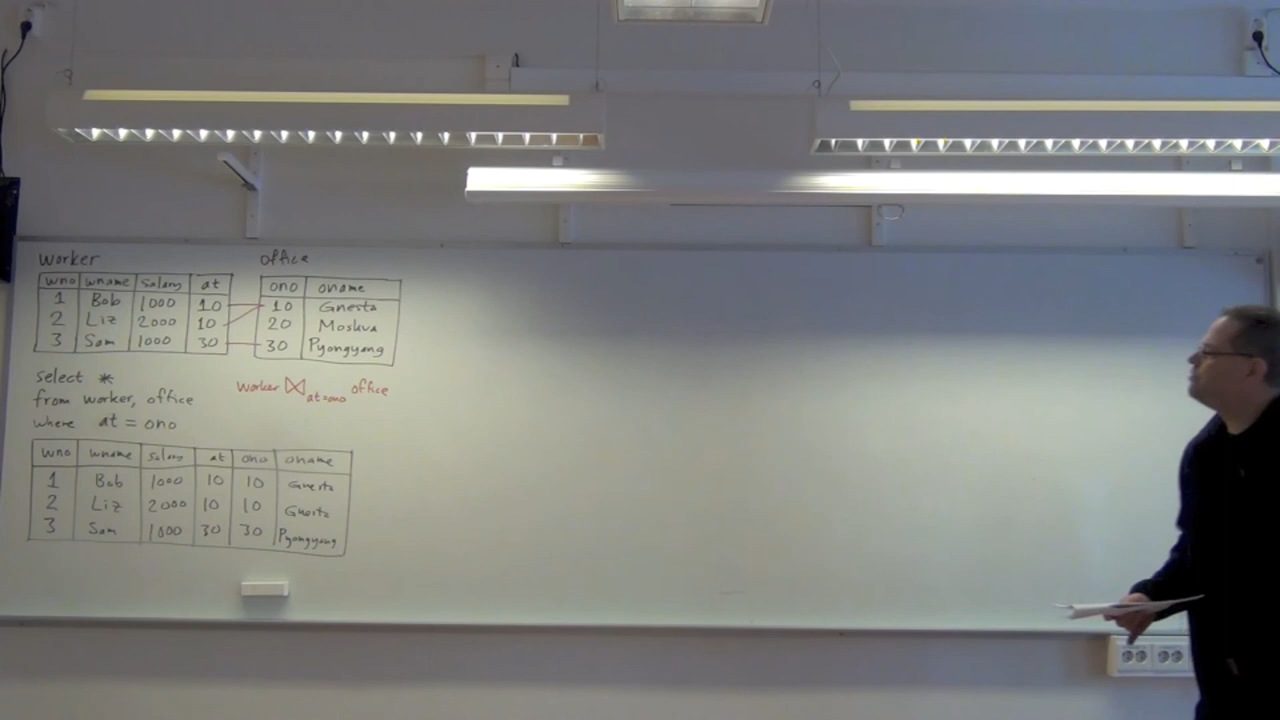 worker
wno wname salary at
1 Bob 1000 10
2 Liz 2000 10
3 Sam 1000 30
office
ono oname
10 Gnesta
20 Moskva
30 Pyongyang
select *
from worker, office
where at = ono
worker ⋈ at=ono office
wno wname salary at ono oname
1 Bob 1000 10 10 Gnesta
2 Liz 2000 10 10 Gnesta
3 Sam 1000 30 30 Pyongyang